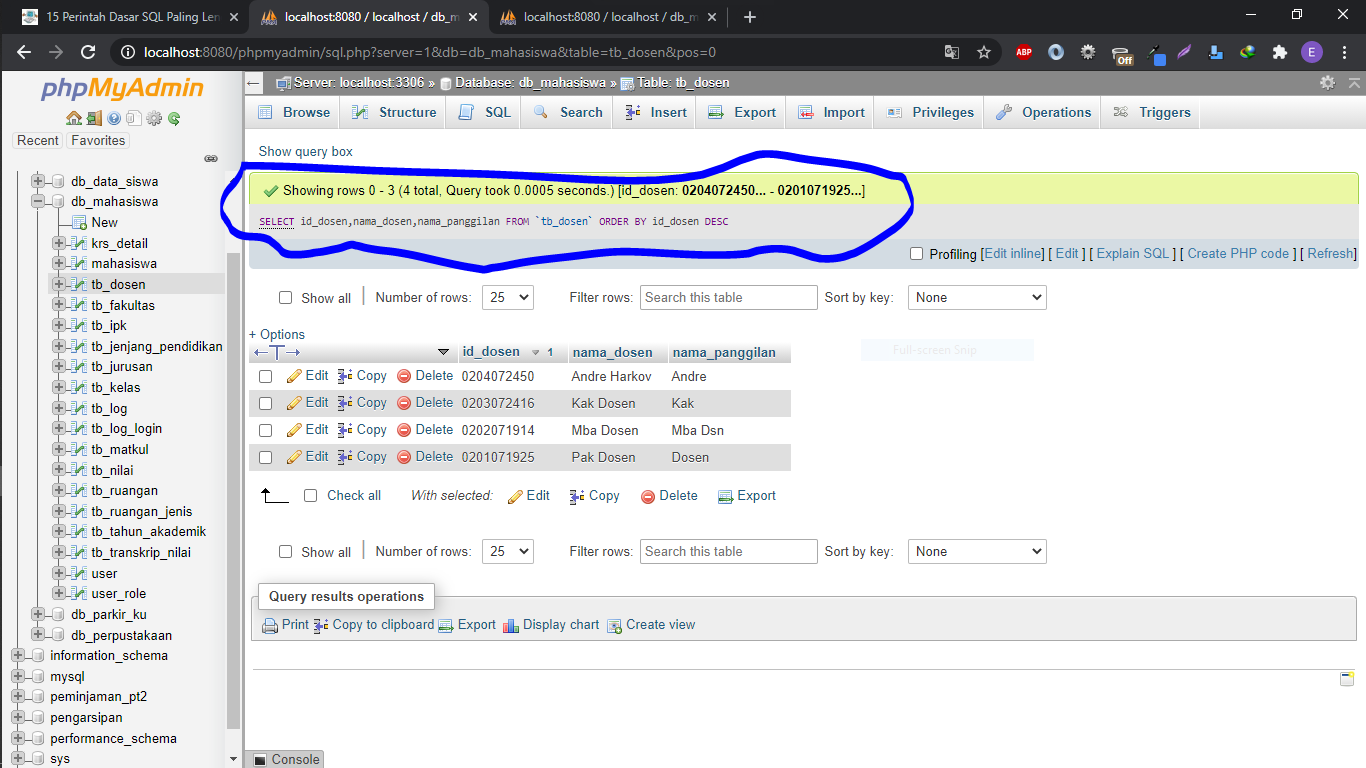 15 Perintah Dasar SQL Paling Len
localhost:8080 / localhost / db_m
localhost:8080 / localhost / db_m
localhost:8080/phpmyadmin/sql.php?server=1&db=db_mahasiswa&table=tb_dosen&pos=0
ABP
Off
E
phpMyAdmin
Recent Favorites
db_data_siswa
db_mahasiswa
New
krs_detail
mahasiswa
tb_dosen
tb_fakultas
tb_ipk
tb_jenjang_pendidikan
tb_jurusan
tb_kelas
tb_log
tb_log_login
tb_matkul
tb_nilai
tb_ruangan
tb_ruangan_jenis
tb_tahun_akademik
tb_transkrip_nilai
user
user_role
db_parkir_ku
db_perpustakaan
information_schema
mysql
peminjaman_pt2
pengarsipan
performance_schema
sys
Server: localhost:3306 » Database: db_mahasiswa » Table: tb_dosen
Browse Structure SQL Search Insert Export Import Privileges Operations Triggers
Show query box
Showing rows 0 - 3 (4 total, Query took 0.0005 seconds.) [id_dosen: 0204072450... - 0201071925...]
SELECT id_dosen,nama_dosen,nama_panggilan FROM `tb_dosen` ORDER BY id_dosen DESC
Profiling [Edit inline] [ Edit ] [ Explain SQL ] [ Create PHP code ] [ Refresh]
Show all | Number of rows: 25 Filter rows: Search this table Sort by key: None
+ Options
Full-screen Snip
←T→ id_dosen 1 nama_dosen nama_panggilan
Edit Copy Delete 0204072450 Andre Harkov Andre
Edit Copy Delete 0203072416 Kak Dosen Kak
Edit Copy Delete 0202071914 Mba Dosen Mba Dsn
Edit Copy Delete 0201071925 Pak Dosen Dosen
Check all With selected: Edit Copy Delete Export
Show all | Number of rows: 25 Filter rows: Search this table Sort by key: None
Query results operations
Print Copy to clipboard Export Display chart Create view
Console